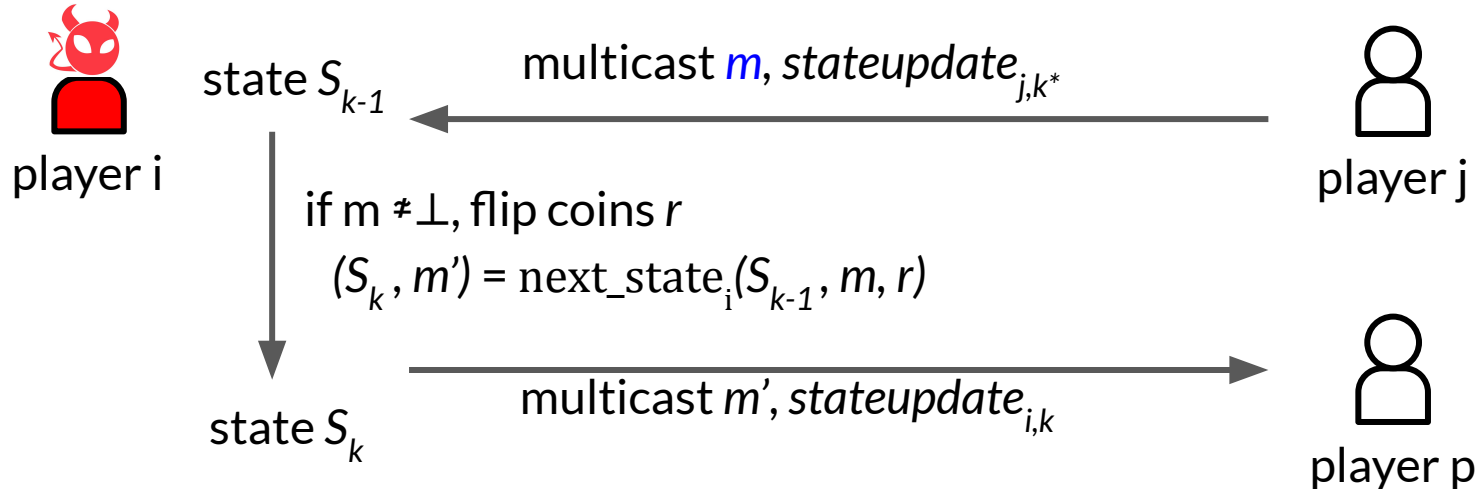 multicast m, stateupdate_{j,k*}
state S_{k-1}
player i
player j
if m ≠⊥, flip coins r
(S_k, m’) = next_state_i(S_{k-1}, m, r)
multicast m’, stateupdate_{i,k}
state S_k
player p